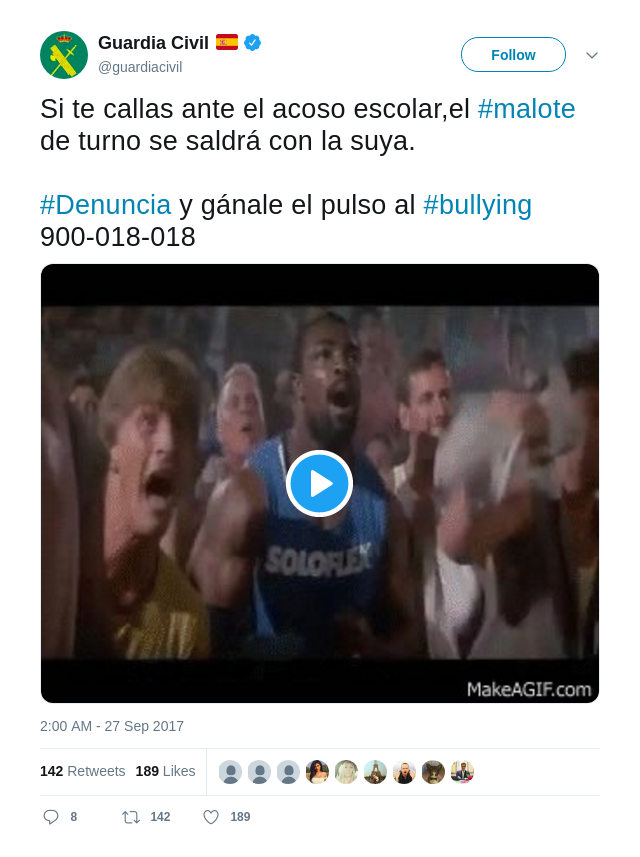 Guardia Civil
@guardiacivil
Follow
Si te callas ante el acoso escolar,el #malote
de turno se saldrá con la suya.
#Denuncia y gánale el pulso al #bullying
900-018-018
SOLOFLEX
MakeAGIF.com
2:00 AM - 27 Sep 2017
142 Retweets 189 Likes
8 142 189